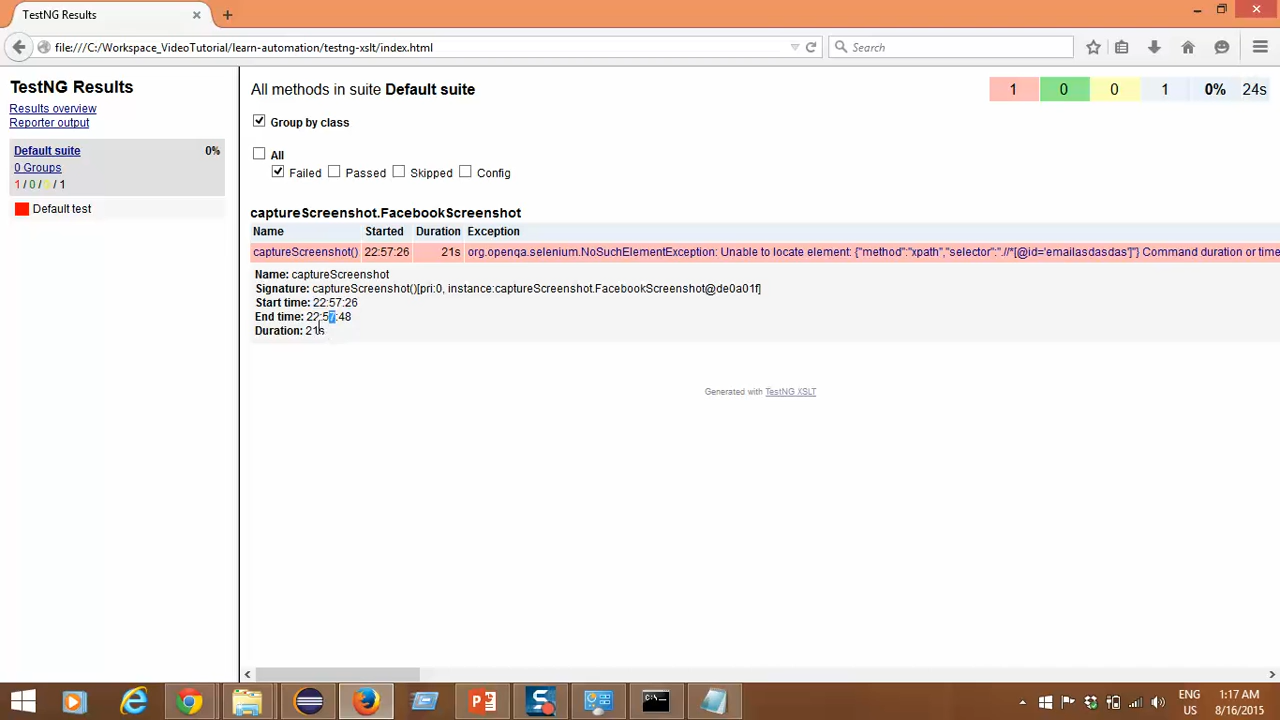 TestNG Results
file:///C:/Workspace_VideoTutorial/learn-automation/testng-xslt/index.html
Search
TestNG Results
Results overview
Reporter output
Default suite 0%
0 Groups
1 / 0 / 0 / 1
Default test
All methods in suite Default suite
1 0 0 1 0% 24s
Group by class
All
Failed Passed Skipped Config
captureScreenshot.FacebookScreenshot
Name Started Duration Exception
captureScreenshot() 22:57:26 21s org.openqa.selenium.NoSuchElementException: Unable to locate element: {"method":"xpath","selector":".//*[@id='emailasdasdas']"} Command duration or time
Name: captureScreenshot
Signature: captureScreenshot()[pri:0, instance:captureScreenshot.FacebookScreenshot@de0a01f]
Start time: 22:57:26
End time: 22:57:48
Duration: 21s
Generated with TestNG XSLT
ENG 1:17 AM
US 8/16/2015